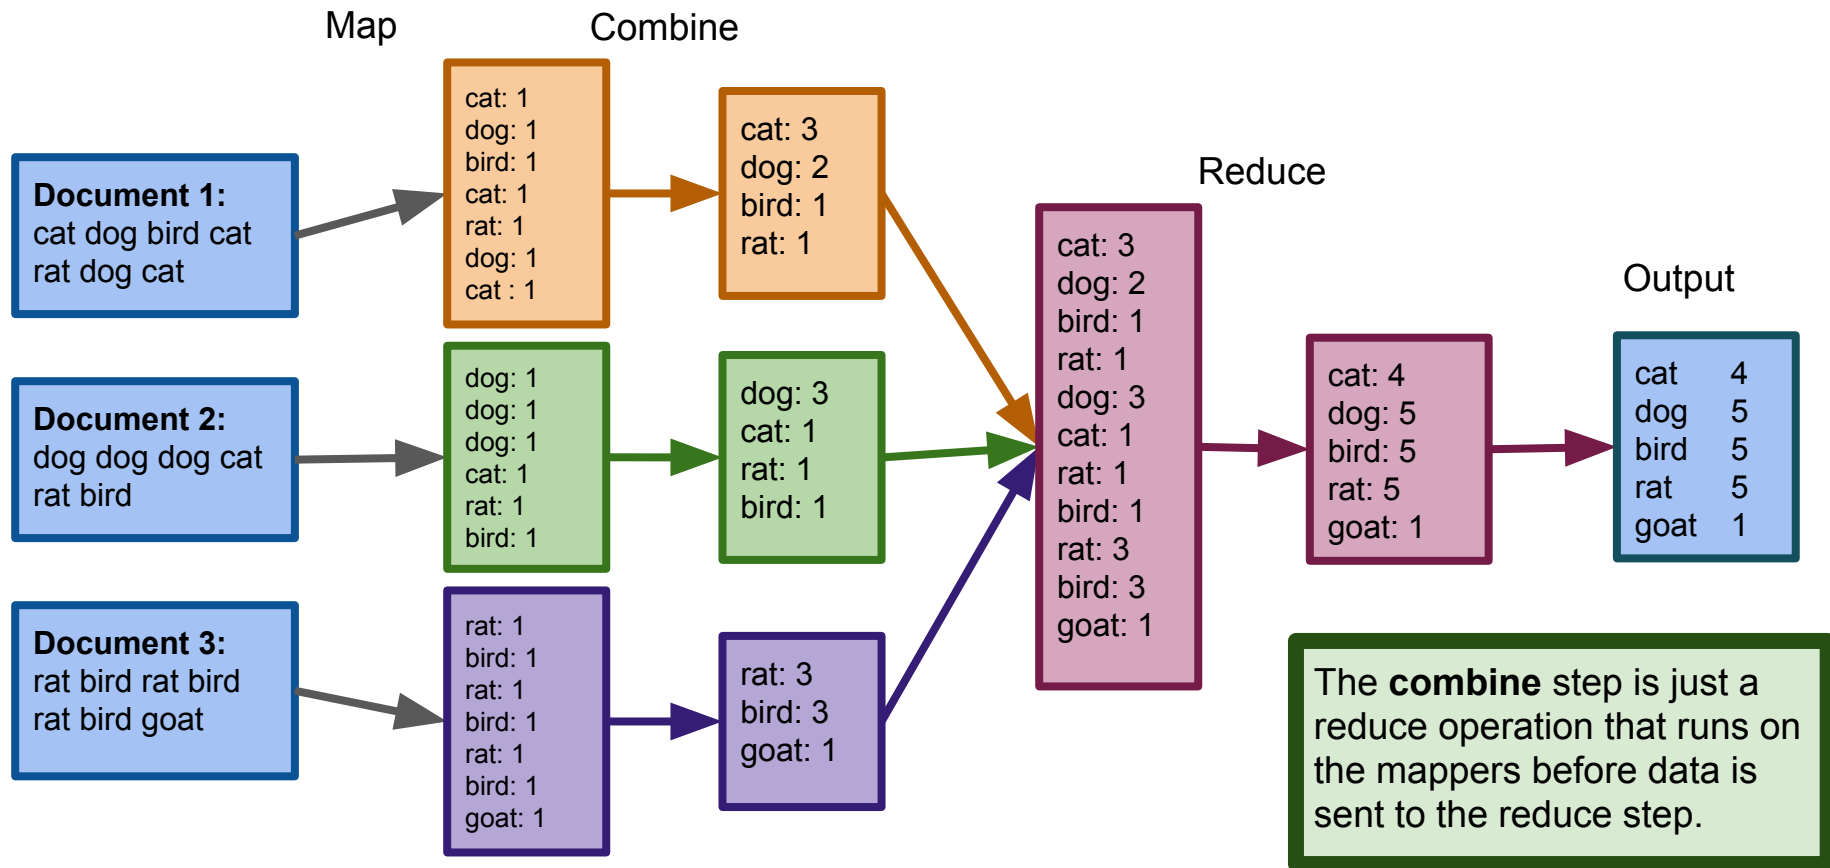 Map
Combine
Document 1:
cat dog bird cat
rat dog cat
cat: 1
dog: 1
bird: 1
cat: 1
rat: 1
dog: 1
cat : 1
cat: 3
dog: 2
bird: 1
rat: 1
Document 2:
dog dog dog cat
rat bird
dog: 1
dog: 1
dog: 1
cat: 1
rat: 1
bird: 1
dog: 3
cat: 1
rat: 1
bird: 1
Document 3:
rat bird rat bird
rat bird goat
rat: 1
bird: 1
rat: 1
bird: 1
rat: 1
bird: 1
goat: 1
rat: 3
bird: 3
goat: 1
Reduce
cat: 3
dog: 2
bird: 1
rat: 1
dog: 3
cat: 1
rat: 1
bird: 1
rat: 3
bird: 3
goat: 1
cat: 4
dog: 5
bird: 5
rat: 5
goat: 1
Output
cat 4
dog 5
bird 5
rat 5
goat 1
The combine step is just a
reduce operation that runs on
the mappers before data is
sent to the reduce step.